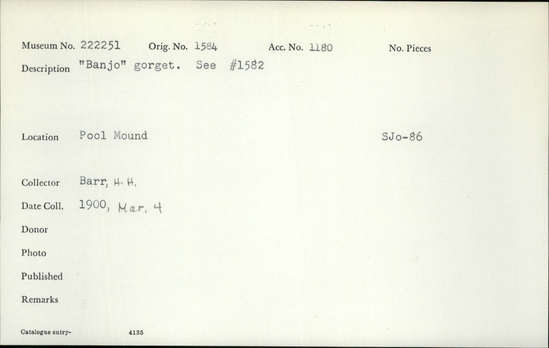 Museum No. 222251 Orig. No. 1584 Acc. No. 1180 No. Pieces
Description "Banjo" gorget. See #1582
Location Pool Mound SJo-86
Collector Barr, H. H.
Date Coll. 1900, Mar. 4
Donor
Photo
Published
Remarks
Catalogue entry- 4135